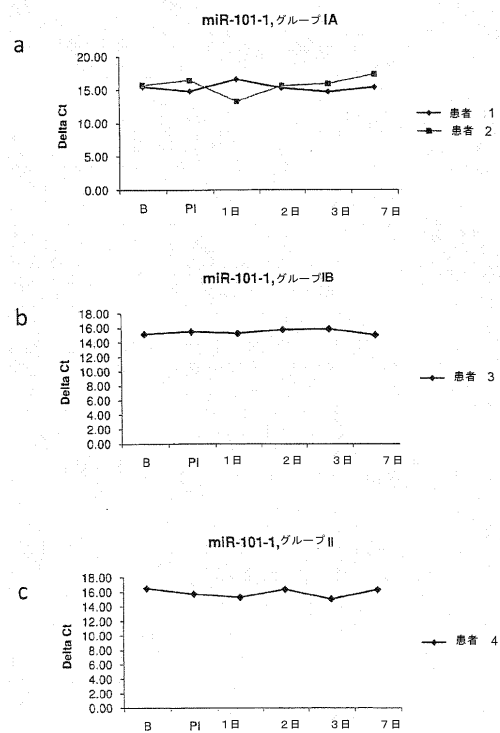 miR-101-1,グループIA
a
20.00
15.00
10.00
5.00
0.00
Delta Ct
B PI 1日 2日 3日 7日
患者 1
患者 2
miR-101-1,グループIB
b
18.00
16.00
14.00
12.00
10.00
8.00
6.00
4.00
2.00
0.00
Delta Ct
B PI 1日 2日 3日 7日
患者 3
miR-101-1,グループII
c
18.00
16.00
14.00
12.00
10.00
8.00
6.00
4.00
2.00
0.00
Delta Ct
B PI 1日 2日 3日 7日
患者 4